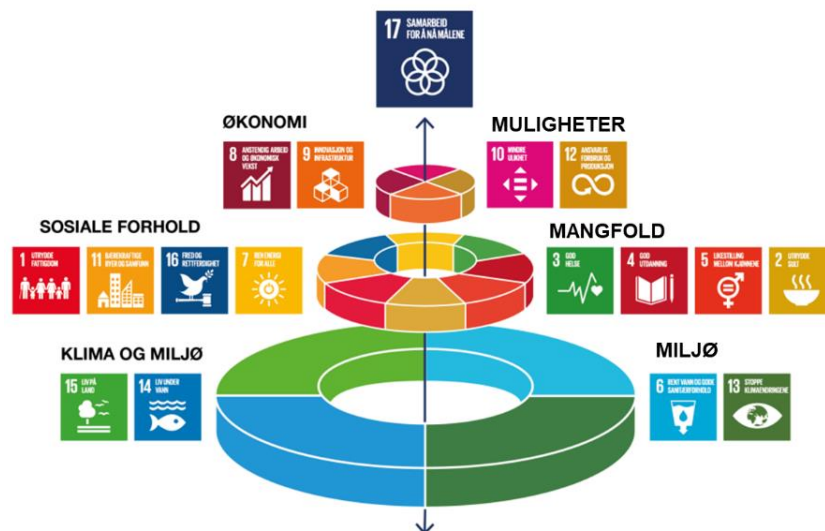 17 SAMARBEID
FOR Å NÅ MÅLENE
ØKONOMI
MULIGHETER
8 ANSTENDIG ARBEID
OG ØKONOMISK
VEKST
9 INNOVASJON OG
INFRASTRUKTUR
10 MINDRE
ULIKHET
12 ANSVARLIG
FORBRUK OG
PRODUKSJON
SOSIALE FORHOLD
MANGFOLD
1 UTRYDDE
FATTIGDOM
11 BÆREKRAFTIGE
BYER OG SAMFUNN
16 FRED OG
RETTFERDIGHET
7 REN ENERGI
FOR ALLE
3 GOD
HELSE
4 GOD
UTDANNING
5 LIKESTILLING
MELLOM KJØNNENE
2 UTRYDDE
SULT
KLIMA OG MILJØ
MILJØ
15 LIV PÅ
LAND
14 LIV UNDER
VANN
6 RENT VANN OG GODE
SANITÆRFORHOLD
13 STOPPE
KLIMAENDRINGENE